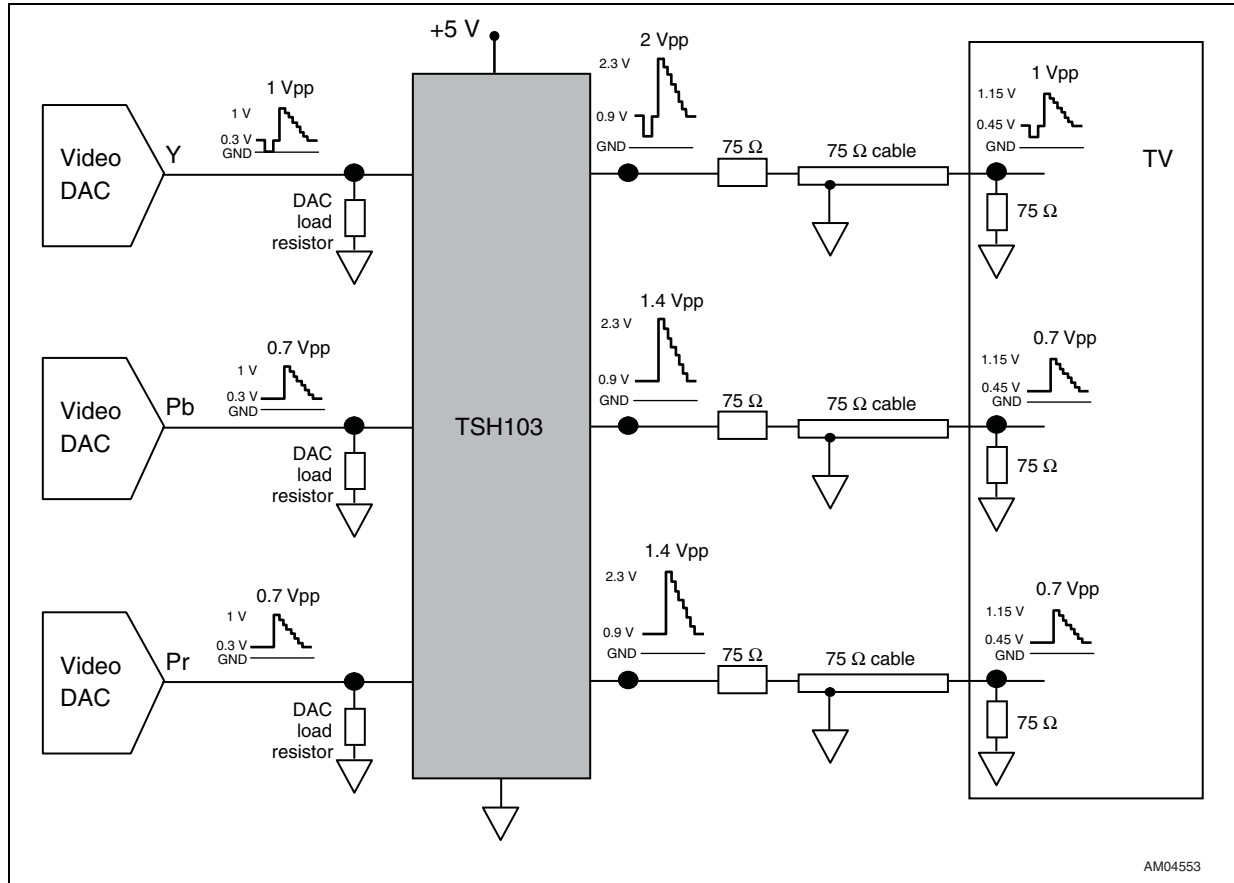 +5 V
2 Vpp
2.3 V
0.9 V
GND
1 Vpp
1 V
0.3 V
GND
Video
DAC
Y
DAC
load
resistor
75 Ω
75 Ω cable
1 Vpp
1.15 V
0.45 V
GND
TV
75 Ω
0.7 Vpp
1 V
0.3 V
GND
Video
DAC
Pb
DAC
load
resistor
TSH103
1.4 Vpp
2.3 V
0.9 V
GND
75 Ω
75 Ω cable
0.7 Vpp
1.15 V
0.45 V
GND
75 Ω
0.7 Vpp
1 V
0.3 V
GND
Video
DAC
Pr
DAC
load
resistor
1.4 Vpp
2.3 V
0.9 V
GND
75 Ω
75 Ω cable
0.7 Vpp
1.15 V
0.45 V
GND
75 Ω
AM04553